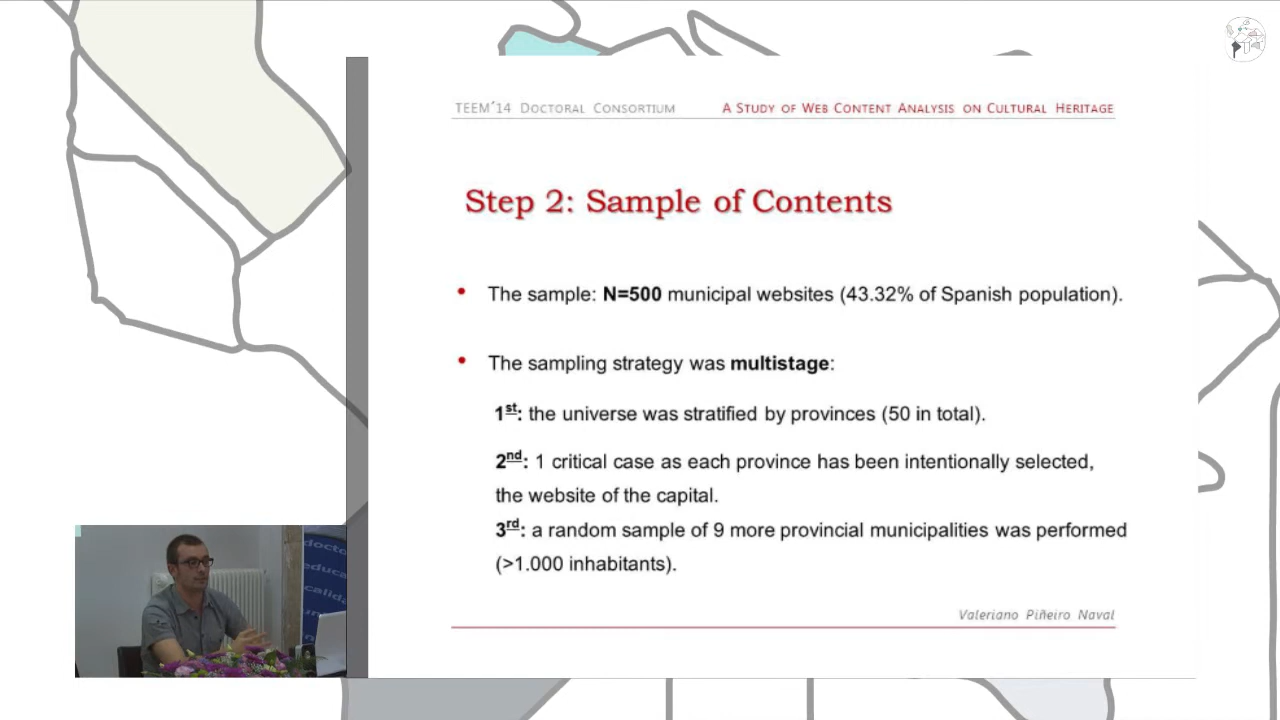 TEEM´14 DOCTORAL CONSORTIUM A STUDY OF WEB CONTENT ANALYSIS ON CULTURAL HERITAGE
Step 2: Sample of Contents
• The sample: N=500 municipal websites (43.32% of Spanish population).
• The sampling strategy was multistage:
1st: the universe was stratified by provinces (50 in total).
2nd: 1 critical case as each province has been intentionally selected,
the website of the capital.
3rd: a random sample of 9 more provincial municipalities was performed
(>1.000 inhabitants).
Valeriano Piñeiro Naval
docto
educa
calida